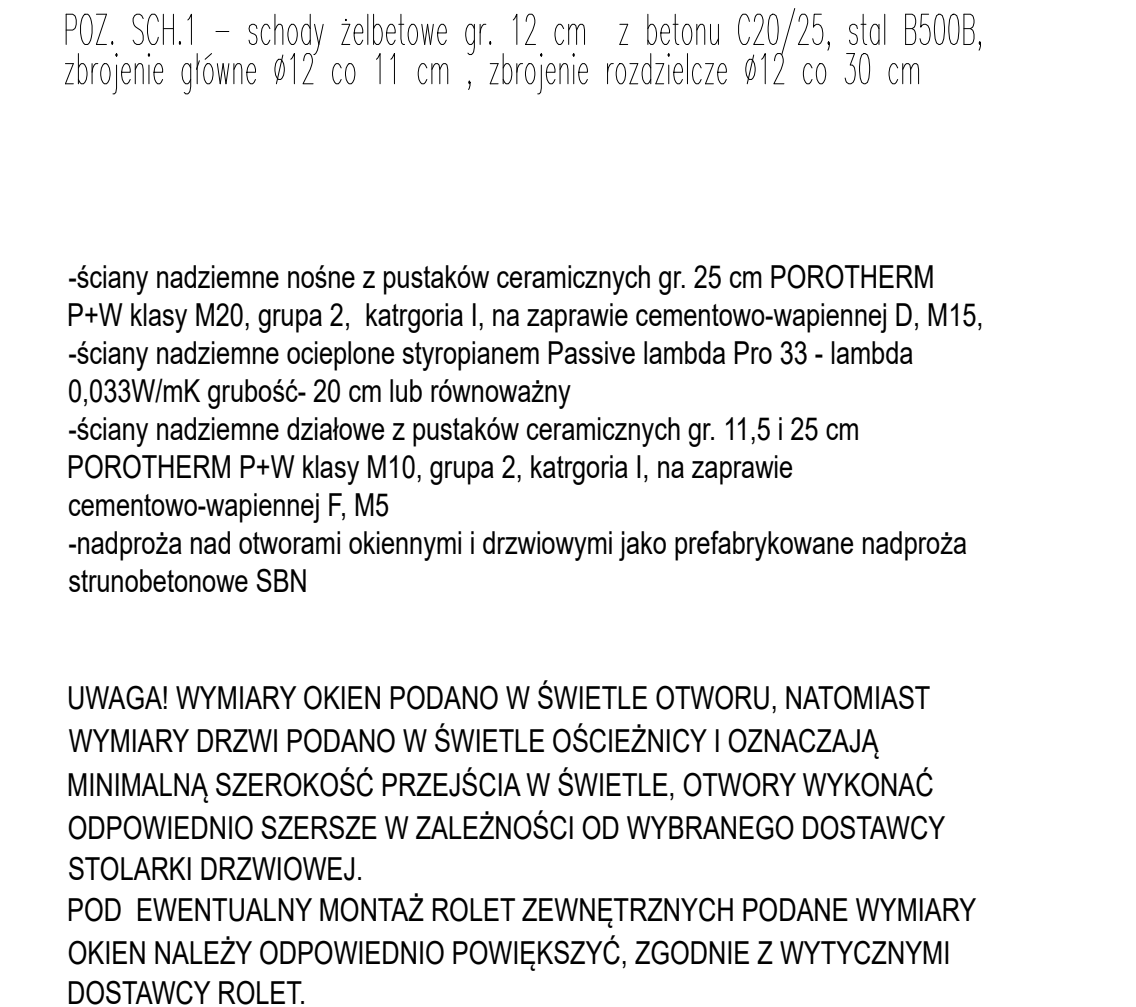 POZ. SCH.1 – schody żelbetowe gr. 12 cm  z betonu C20/25, stal B500B,
zbrojenie główne ø12 co 11 cm , zbrojenie rozdzielcze ø12 co 30 cm
-ściany nadziemne nośne z pustaków ceramicznych gr. 25 cm POROTHERM
P+W klasy M20, grupa 2,  katrgoria I, na zaprawie cementowo-wapiennej D, M15,
-ściany nadziemne ocieplone styropianem Passive lambda Pro 33 - lambda
0,033W/mK grubość- 20 cm lub równoważny
-ściany nadziemne działowe z pustaków ceramicznych gr. 11,5 i 25 cm
POROTHERM P+W klasy M10, grupa 2, katrgoria I, na zaprawie
cementowo-wapiennej F, M5
-nadproża nad otworami okiennymi i drzwiowymi jako prefabrykowane nadproża
strunobetonowe SBN
UWAGA! WYMIARY OKIEN PODANO W ŚWIETLE OTWORU, NATOMIAST
WYMIARY DRZWI PODANO W ŚWIETLE OŚCIEŻNICY I OZNACZAJĄ
MINIMALNĄ SZEROKOŚĆ PRZEJŚCIA W ŚWIETLE, OTWORY WYKONAĆ
ODPOWIEDNIO SZERSZE W ZALEŻNOŚCI OD WYBRANEGO DOSTAWCY
STOLARKI DRZWIOWEJ.
POD  EWENTUALNY MONTAŻ ROLET ZEWNĘTRZNYCH PODANE WYMIARY
OKIEN NALEŻY ODPOWIEDNIO POWIĘKSZYĆ, ZGODNIE Z WYTYCZNYMI
DOSTAWCY ROLET.